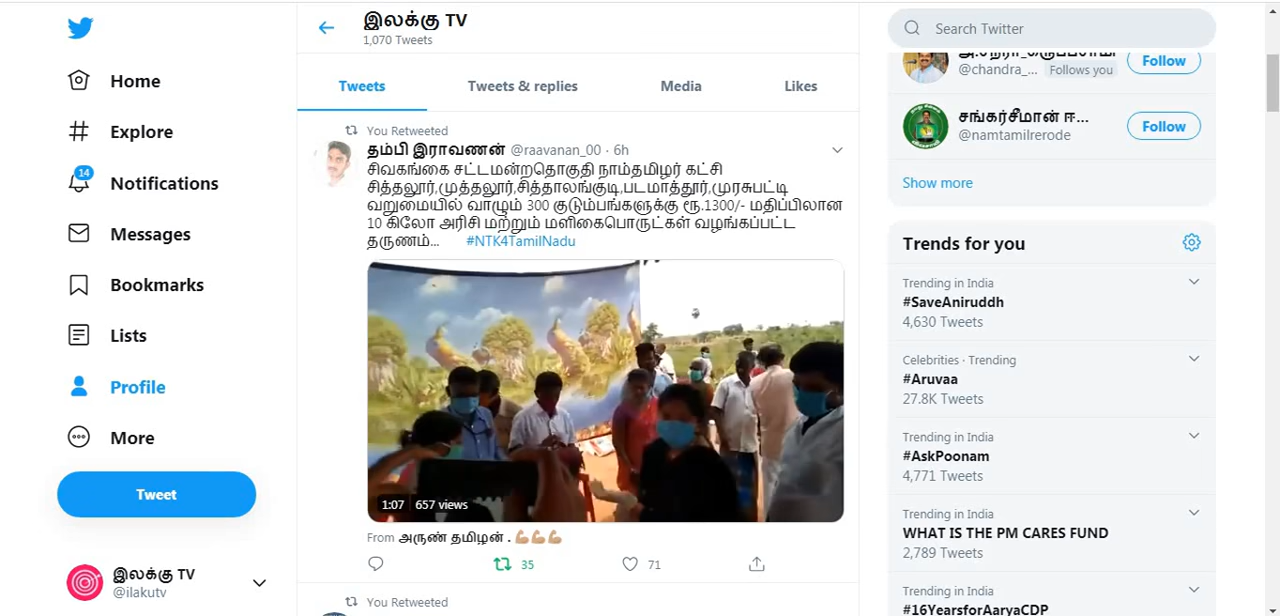 Home
Explore
14
Notifications
Messages
Bookmarks
Lists
Profile
More
Tweet
இலக்கு TV
@ilakutv
இலக்கு TV
1,070 Tweets
Tweets
Tweets & replies
Media
Likes
You Retweeted
தம்பி இராவணன் @raavanan_00 · 6h
சிவகங்கை சட்டமன்றதொகுதி நாம்தமிழர் கட்சி
சித்தலூர்,முத்தலூர்,சித்தாலங்குடி,படமாத்தூர்,முரசுபட்டி
வறுமையில் வாழும் 300 குடும்பங்களுக்கு ரூ.1300/- மதிப்பிலான
10 கிலோ அரிசி மற்றும் மளிகைபொருட்கள் வழங்கப்பட்ட
தருணம்... #NTK4TamilNadu
1:07 657 views
From அருண் தமிழன் .
35
71
You Retweeted
Search Twitter
@chandra_... Follows you
Follow
சங்கர்சீமான் ஈ...
@namtamilrerode
Follow
Show more
Trends for you
Trending in India
#SaveAniruddh
4,630 Tweets
Celebrities · Trending
#Aruvaa
27.8K Tweets
Trending in India
#AskPoonam
4,771 Tweets
Trending in India
WHAT IS THE PM CARES FUND
2,789 Tweets
Trending in India
#16YearsforAaryaCDP